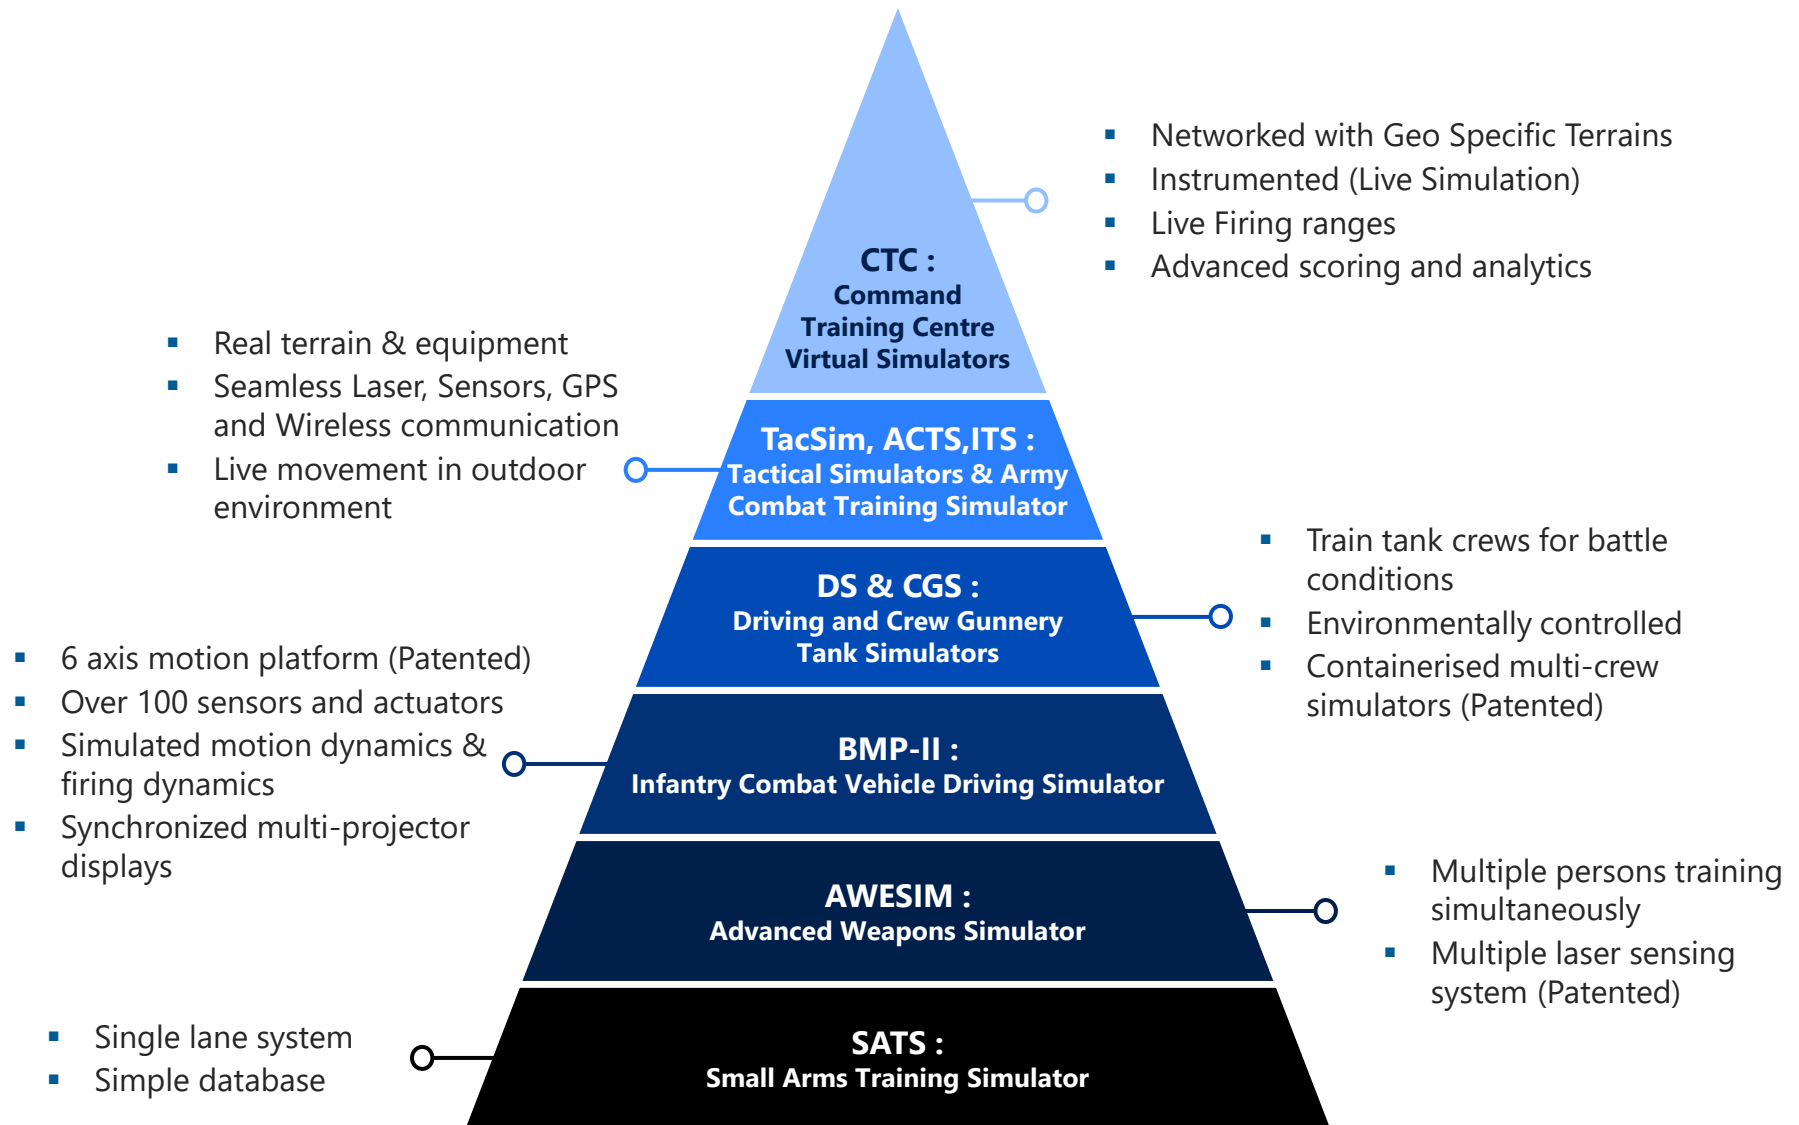 CTC :
Command
Training Centre
Virtual Simulators
▪ Networked with Geo Specific Terrains
▪ Instrumented (Live Simulation)
▪ Live Firing ranges
▪ Advanced scoring and analytics
▪ Real terrain & equipment
▪ Seamless Laser, Sensors, GPS
and Wireless communication
▪ Live movement in outdoor
environment
TacSim, ACTS,ITS :
Tactical Simulators & Army
Combat Training Simulator
DS & CGS :
Driving and Crew Gunnery
Tank Simulators
▪ Train tank crews for battle
conditions
▪ Environmentally controlled
▪ Containerised multi-crew
simulators (Patented)
▪ 6 axis motion platform (Patented)
▪ Over 100 sensors and actuators
▪ Simulated motion dynamics &
firing dynamics
▪ Synchronized multi-projector
displays
BMP-II :
Infantry Combat Vehicle Driving Simulator
AWESIM :
Advanced Weapons Simulator
▪ Multiple persons training
simultaneously
▪ Multiple laser sensing
system (Patented)
▪ Single lane system
▪ Simple database
SATS :
Small Arms Training Simulator